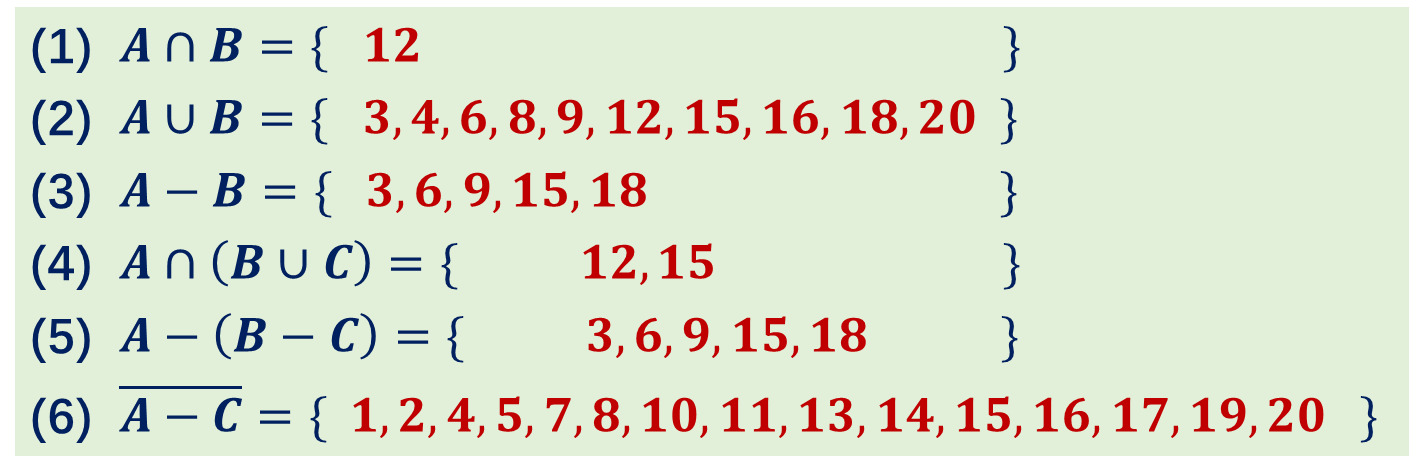 (1) A ∩ B = { 12 }
(2) A ∪ B = { 3, 4, 6, 8, 9, 12, 15, 16, 18, 20 }
(3) A − B = { 3, 6, 9, 15, 18 }
(4) A ∩ (B ∪ C) = { 12, 15 }
(5) A − (B − C) = { 3, 6, 9, 15, 18 }
(6) A̅ ̅−̅ ̅C̅ = { 1, 2, 4, 5, 7, 8, 10, 11, 13, 14, 15, 16, 17, 19, 20 }